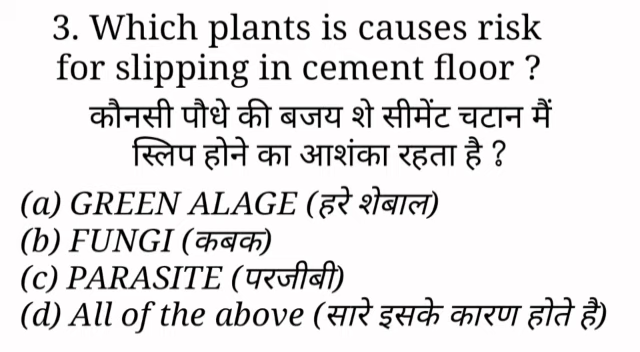 3. Which plants is causes risk
for slipping in cement floor ?
कौनसी पौधे की बजय शे सीमेंट चटान मैं
स्लिप होने का आशंका रहता है ?
(a) GREEN ALAGE (हरे शेबाल)
(b) FUNGI (कबक)
(c) PARASITE (परजीबी)
(d) All of the above (सारे इसके कारण होते है)